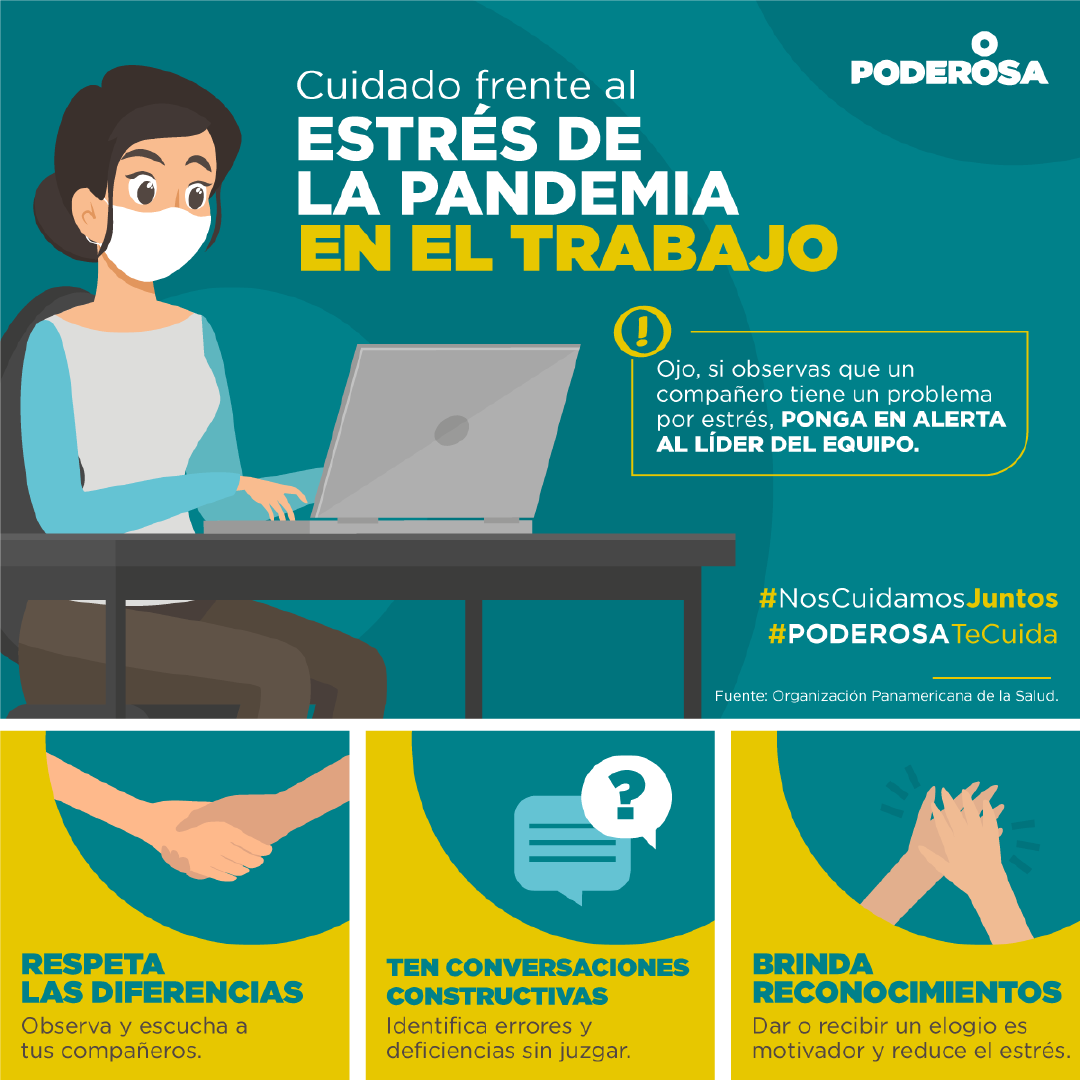 PODEROSA
Cuidado frente al
ESTRÉS DE
LA PANDEMIA
EN EL TRABAJO
!
Ojo, si observas que un
compañero tiene un problema
por estrés, PONGA EN ALERTA
AL LÍDER DEL EQUIPO.
#NosCuidamosJuntos
#PODEROSATeCuida
Fuente: Organización Panamericana de la Salud.
?
RESPETA
LAS DIFERENCIAS
Observa y escucha a
tus compañeros.
TEN CONVERSACIONES
CONSTRUCTIVAS
Identifica errores y
deficiencias sin juzgar.
BRINDA
RECONOCIMIENTOS
Dar o recibir un elogio es
motivador y reduce el estrés.